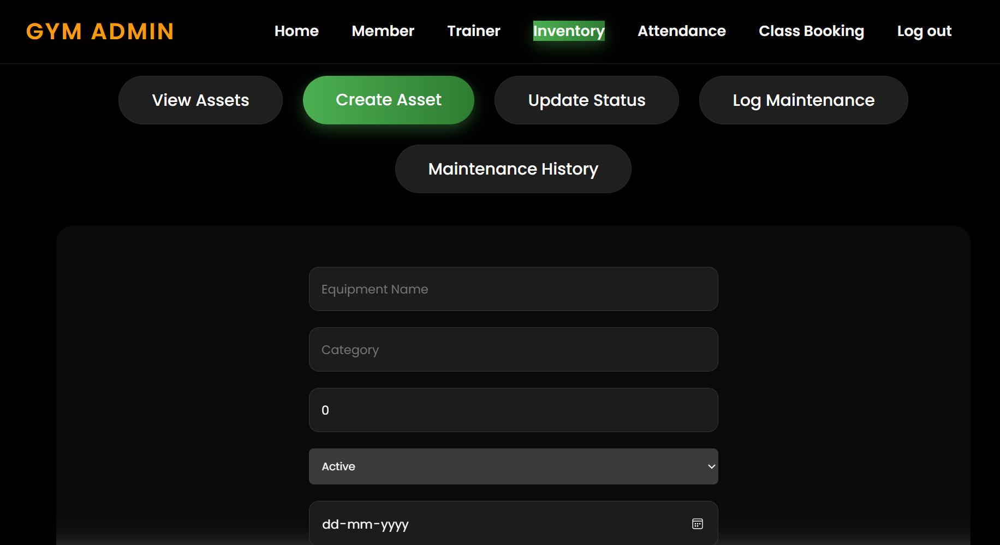 GYM ADMIN
Home Member Trainer Inventory Attendance Class Booking Log out
View Assets Create Asset Update Status Log Maintenance
Maintenance History
Equipment Name
Category
0
Active
dd-mm-yyyy